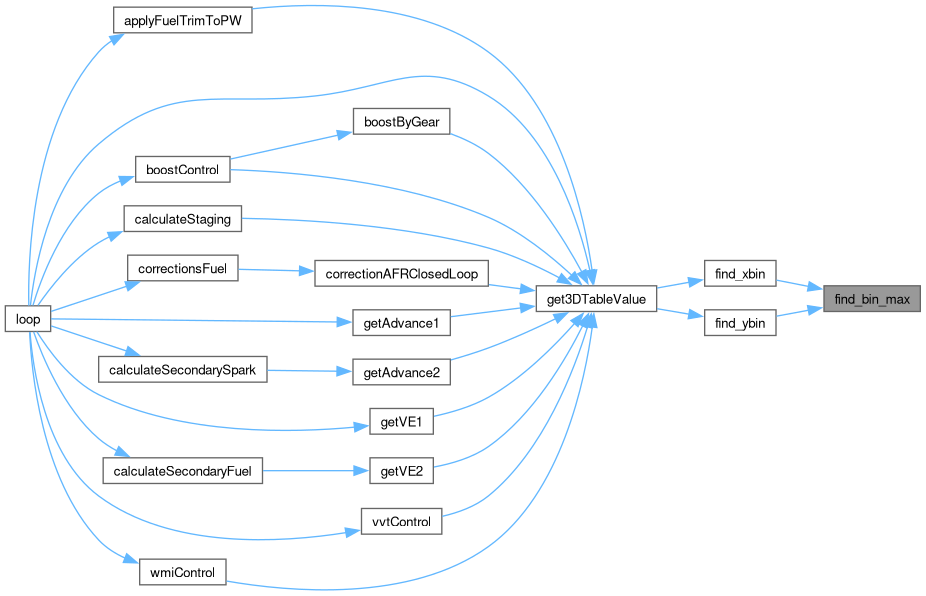 applyFuelTrimToPW
boostByGear
boostControl
calculateStaging
correctionsFuel
correctionAFRClosedLoop
find_xbin
get3DTableValue
find_bin_max
loop
getAdvance1
find_ybin
calculateSecondarySpark
getAdvance2
getVE1
calculateSecondaryFuel
getVE2
vvtControl
wmiControl